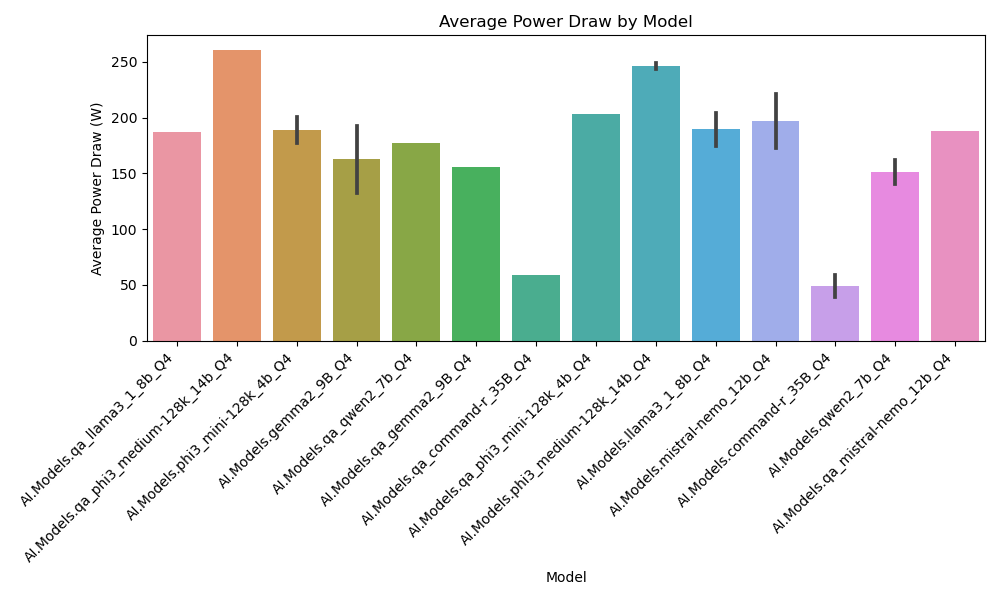 Average Power Draw by Model
Average Power Draw (W)
250
200
150
100
50
0
AI.Models.qa_llama3_1_8b_Q4
AI.Models.qa_phi3_medium-128k_14b_Q4
AI.Models.phi3_mini-128k_4b_Q4
AI.Models.gemma2_9B_Q4
AI.Models.qa_qwen2_7b_Q4
AI.Models.qa_gemma2_9B_Q4
AI.Models.qa_command-r_35B_Q4
AI.Models.qa_phi3_mini-128k_4b_Q4
AI.Models.phi3_medium-128k_14b_Q4
AI.Models.llama3_1_8b_Q4
AI.Models.mistral-nemo_12b_Q4
AI.Models.command-r_35B_Q4
AI.Models.qwen2_7b_Q4
AI.Models.qa_mistral-nemo_12b_Q4
Model